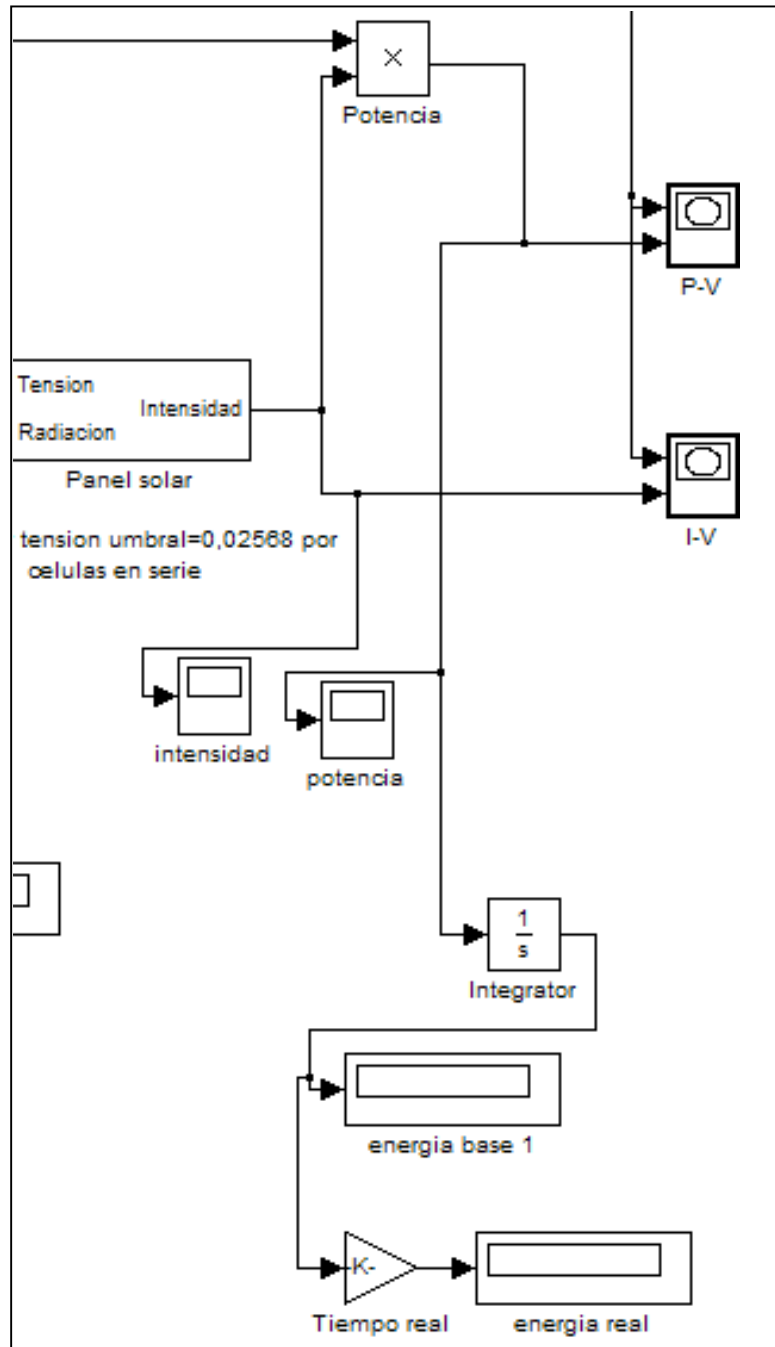 ×
Potencia
P-V
Tension
Intensidad
Radiacion
Panel solar
I-V
tension umbral=0,02568 por
celulas en serie
intensidad
potencia
1
s
Integrator
energia base 1
-K-
Tiempo real
energia real